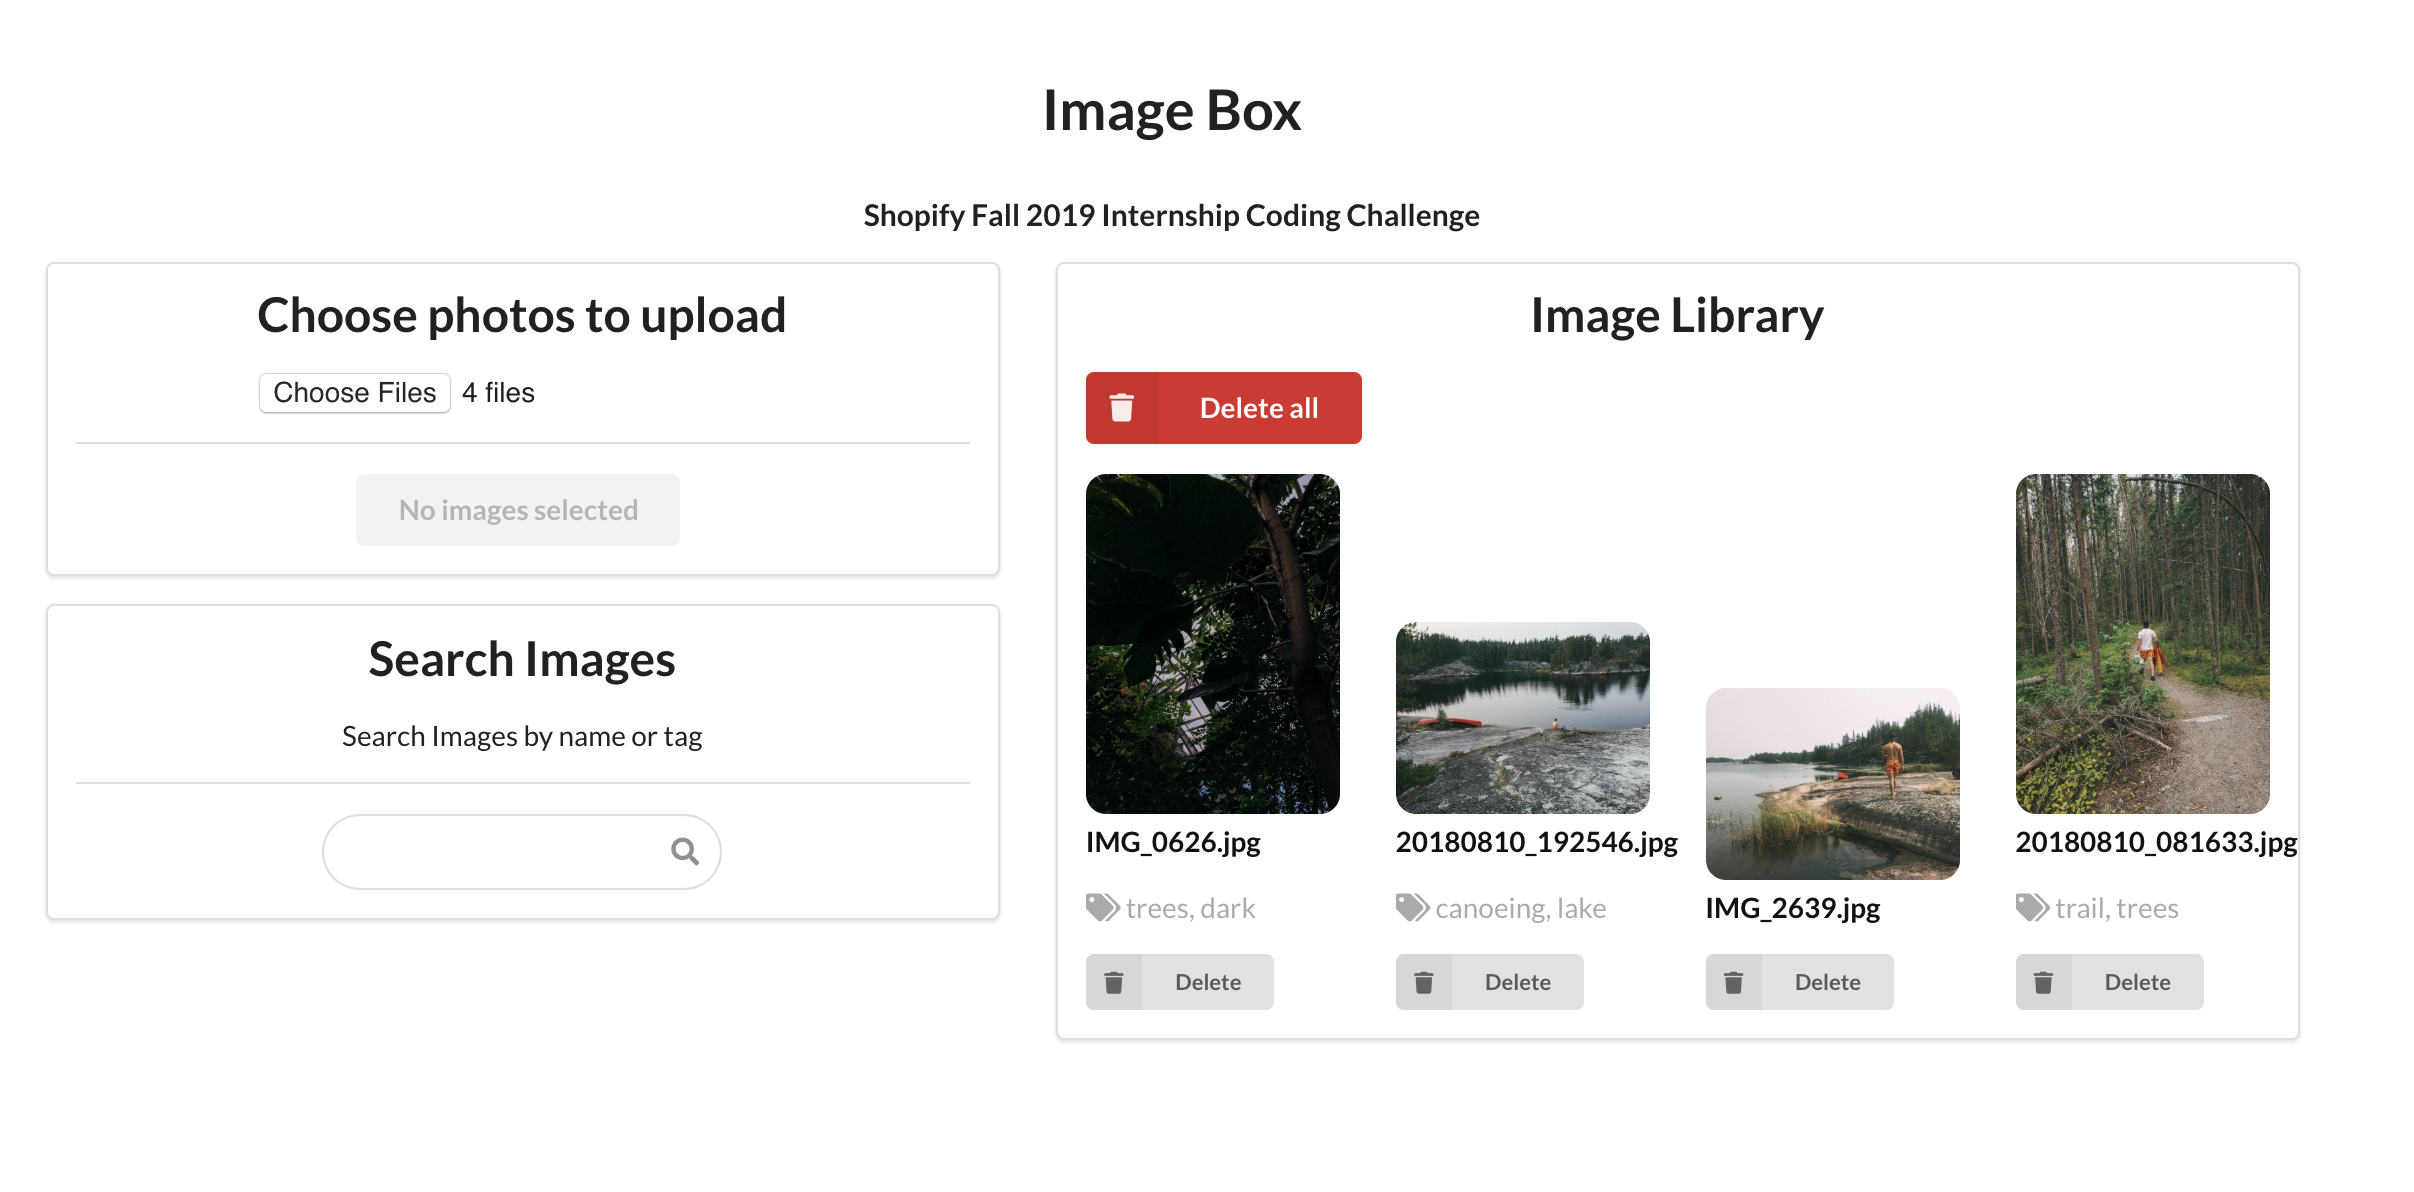 Image Box
Shopify Fall 2019 Internship Coding Challenge
Choose photos to upload
Choose Files 4 files
No images selected
Search Images
Search Images by name or tag
Image Library
Delete all
IMG_0626.jpg
trees, dark
Delete
20180810_192546.jpg
canoeing, lake
Delete
IMG_2639.jpg
Delete
20180810_081633.jpg
trail, trees
Delete